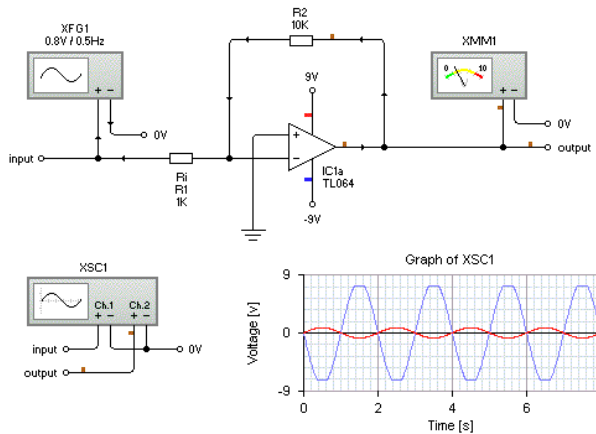 XFG1
0.8V / 0.5Hz
+ −
0V
R2
10K
XMM1
0 10
+ −
0V
output
9V
+
−
IC1a
TL064
-9V
input
Ri
R1
1K
XSC1
Ch.1 Ch.2
+ − + −
input
0V
output
Graph of XSC1
Voltage [v]
9
0
-9
0 2 4 6
Time [s]